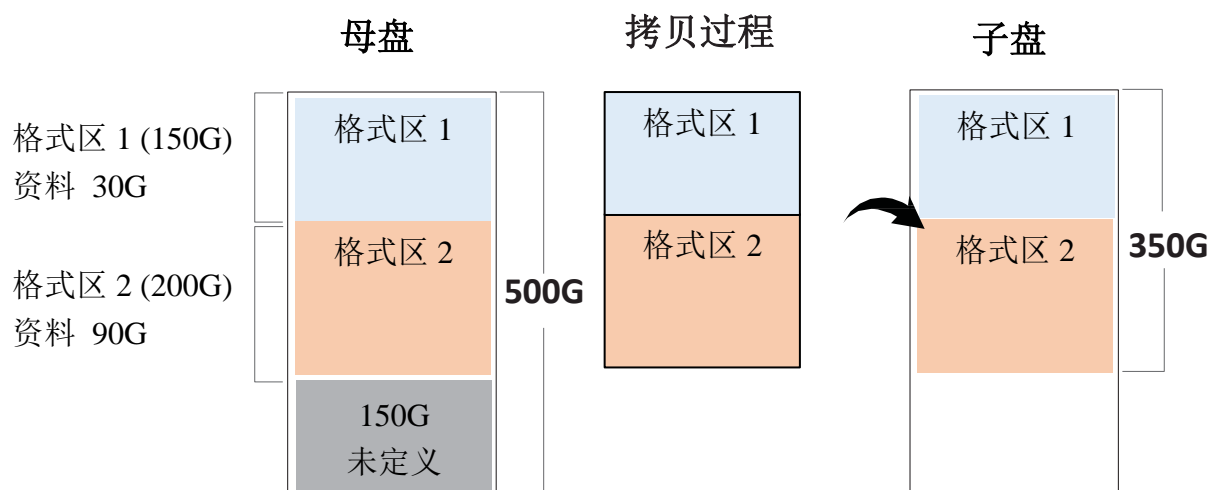 母盘
拷贝过程
子盘
格式区 1 (150G)
资料 30G
格式区 2 (200G)
资料 90G
格式区 1
格式区 2
150G
未定义
500G
格式区 1
格式区 2
格式区 1
格式区 2
350G